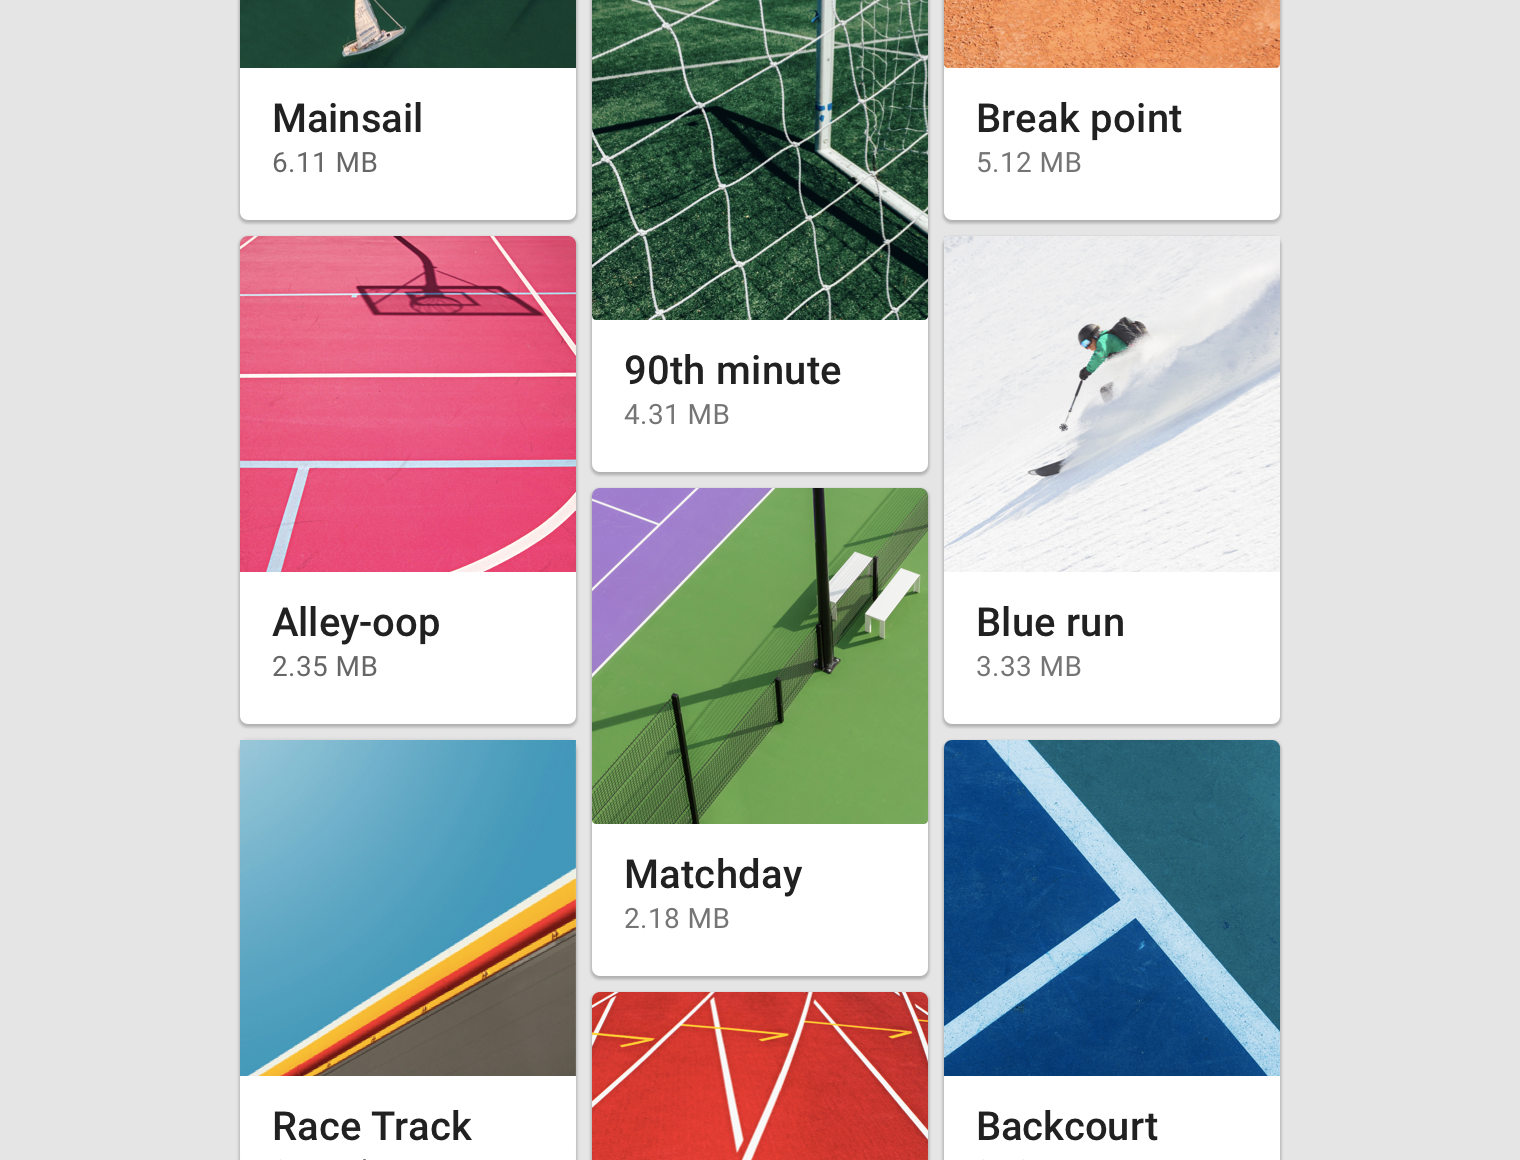 Mainsail
6.11 MB
Break point
5.12 MB
90th minute
4.31 MB
Alley-oop
2.35 MB
Blue run
3.33 MB
Matchday
2.18 MB
Race Track
Backcourt